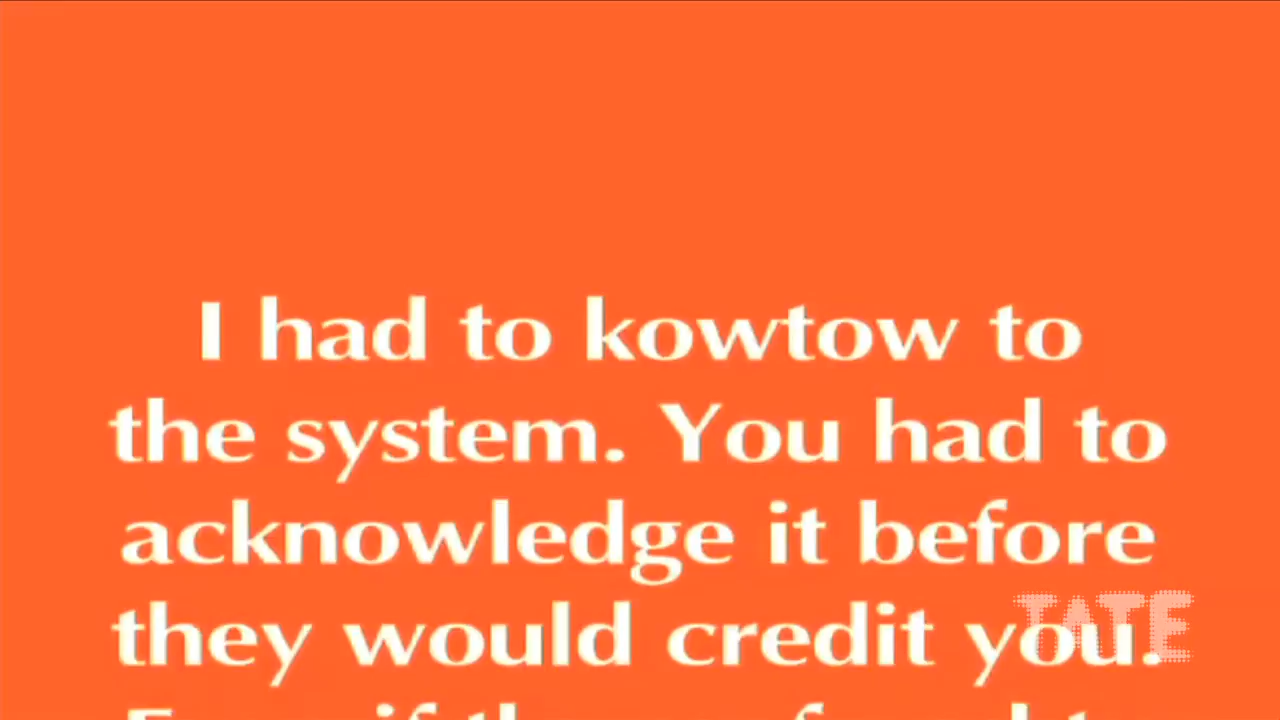 I had to kowtow to
the system. You had to
acknowledge it before
they would credit you.
TATE